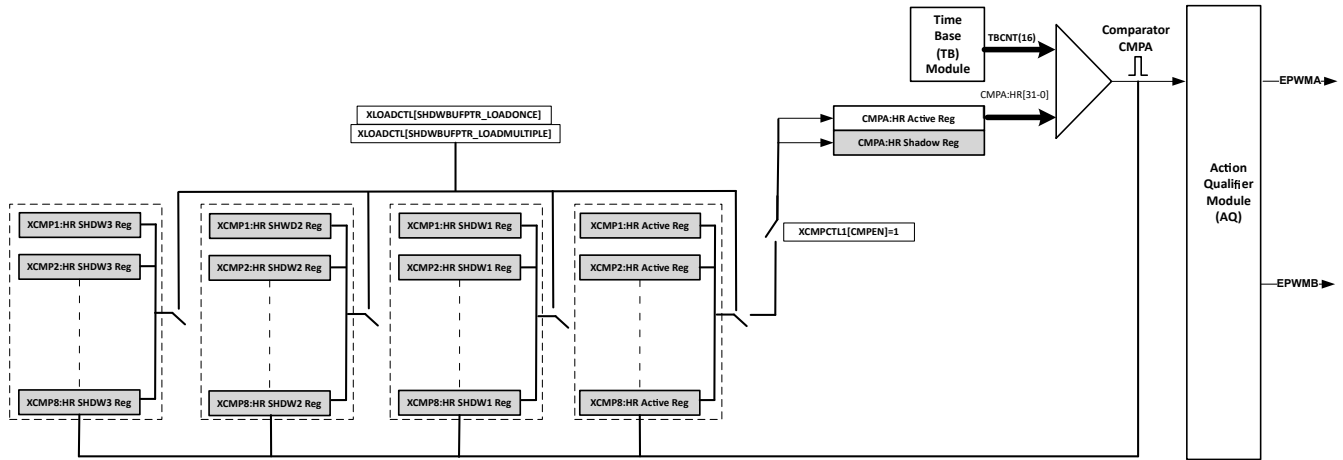 Time
Base
(TB)
Module
TBCNT(16)
Comparator
CMPA
CMPA:HR[31-0]
EPWMA
XLOADCTL[SHDWBUFPTR_LOADONCE]
XLOADCTL[SHDWBUFPTR_LOADMULTIPLE]
CMPA:HR Active Reg
CMPA:HR Shadow Reg
Action
Qualifier
Module
(AQ)
XCMP1:HR SHDW3 Reg
XCMP1:HR SHWD2 Reg
XCMP1:HR SHDW1 Reg
XCMP1:HR Active Reg
XCMPCTL1[CMPEN]=1
XCMP2:HR SHDW3 Reg
XCMP2:HR SHDW2 Reg
XCMP2:HR SHDW1 Reg
XCMP2:HR Active Reg
EPWMB
XCMP8:HR SHDW3 Reg
XCMP8:HR SHDW2 Reg
XCMP8:HR SHDW1 Reg
XCMP8:HR Active Reg